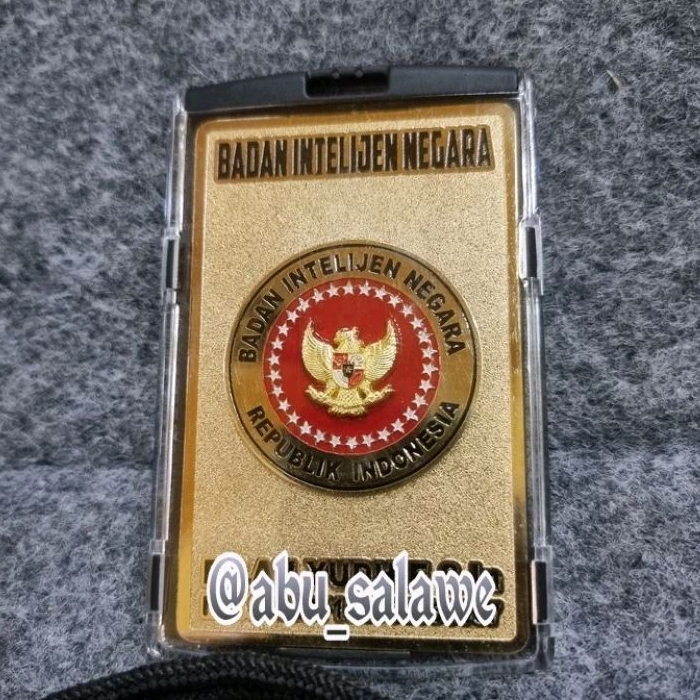 BADAN INTELIJEN NEGARA
BADAN INTELIJEN NEGARA
REPUBLIK INDONESIA
@abu_salawe